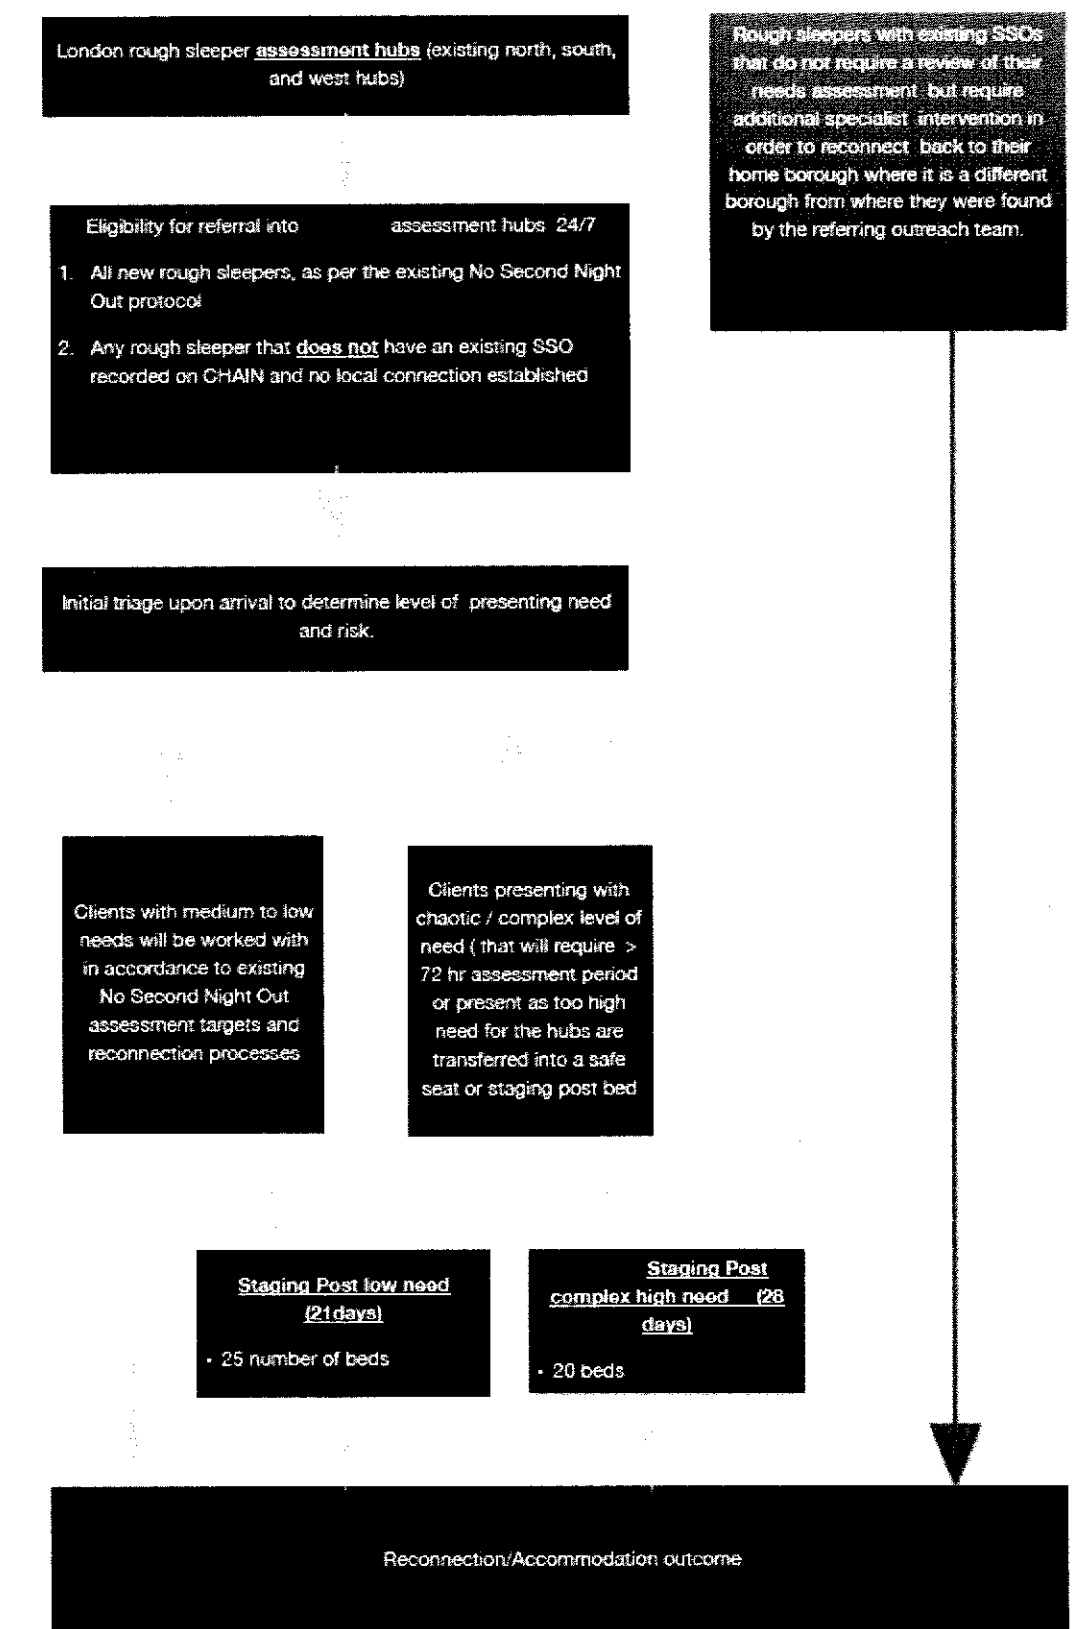 London rough sleeper assessment hubs (existing north, south,
and west hubs)
Rough sleepers with existing SSOs
that do not require a review of their
needs assessment but require
additional specialist intervention in
order to reconnect back to their
home borough where it is a different
borough from where they were found
by the referring outreach team.
Eligibility for referral into assessment hubs 24/7
1. All new rough sleepers, as per the existing No Second Night
Out protocol
2. Any rough sleeper that does not have an existing SSO
recorded on CHAIN and no local connection established
Initial triage upon arrival to determine level of presenting need
and risk.
Clients with medium to low
needs will be worked with
in accordance to existing
No Second Night Out
assessment targets and
reconnection processes
Clients presenting with
chaotic / complex level of
need ( that will require >
72 hr assessment period
or present as too high
need for the hubs are
transferred into a safe
seat or staging post bed
Staging Post low need
(21days)
• 25 number of beds
Staging Post
complex high need (28
days)
• 20 beds
Reconnection/Accommodation outcome